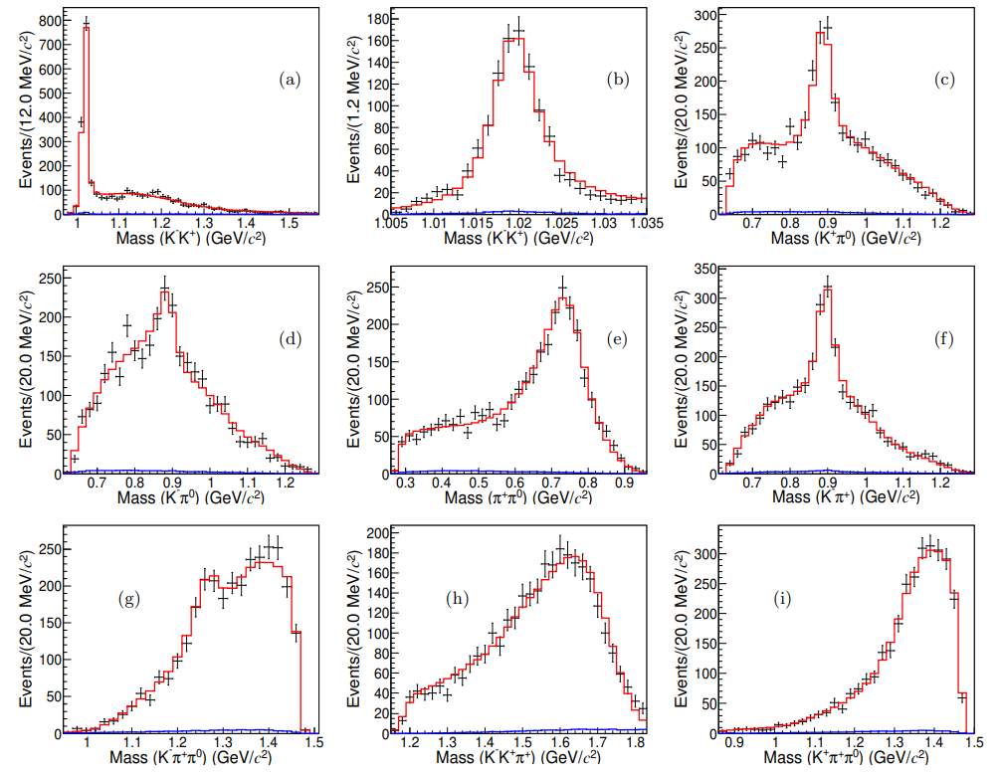 Events/(12.0 MeV/c²)
800
700
600
500
400
300
200
100
0
(a)
1 1.1 1.2 1.3 1.4 1.5
Mass (K⁻K⁺) (GeV/c²)
Events/(1.2 MeV/c²)
180
160
140
120
100
80
60
40
20
0
(b)
1.005 1.01 1.015 1.02 1.025 1.03 1.035
Mass (K⁻K⁺) (GeV/c²)
Events/(20.0 MeV/c²)
300
250
200
150
100
50
0
(c)
0.7 0.8 0.9 1 1.1 1.2
Mass (K⁺π⁰) (GeV/c²)
Events/(20.0 MeV/c²)
250
200
150
100
50
0
(d)
0.7 0.8 0.9 1 1.1 1.2
Mass (K⁻π⁰) (GeV/c²)
Events/(20.0 MeV/c²)
250
200
150
100
50
0
(e)
0.3 0.4 0.5 0.6 0.7 0.8 0.9
Mass (π⁺π⁰) (GeV/c²)
Events/(20.0 MeV/c²)
350
300
250
200
150
100
50
0
(f)
0.7 0.8 0.9 1 1.1 1.2
Mass (K⁻π⁺) (GeV/c²)
Events/(20.0 MeV/c²)
250
200
150
100
50
0
(g)
1 1.1 1.2 1.3 1.4 1.5
Mass (K⁻π⁺π⁰) (GeV/c²)
Events/(20.0 MeV/c²)
200
180
160
140
120
100
80
60
40
20
0
(h)
1.2 1.3 1.4 1.5 1.6 1.7 1.8
Mass (K⁻K⁺π⁺) (GeV/c²)
Events/(20.0 MeV/c²)
300
250
200
150
100
50
0
(i)
0.9 1 1.1 1.2 1.3 1.4 1.5
Mass (K⁺π⁺π⁰) (GeV/c²)